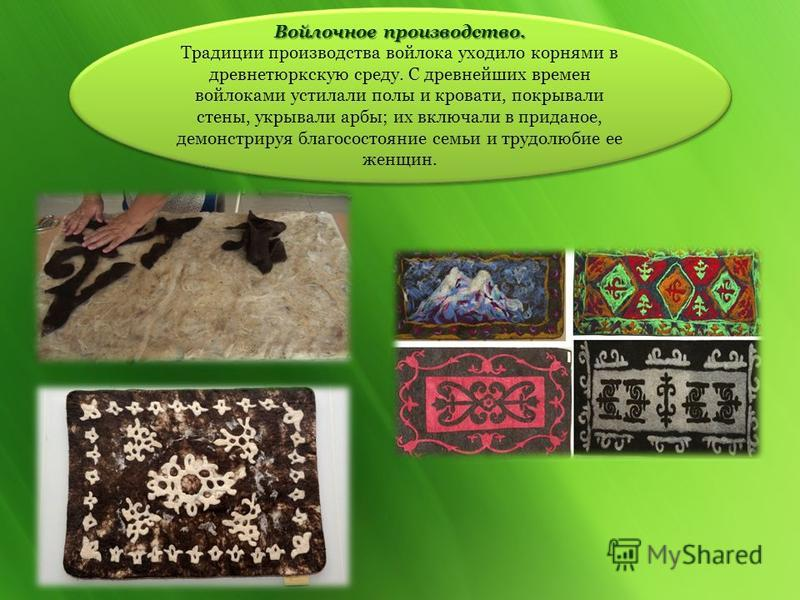 Войлочное производство.
Традиции производства войлока уходило корнями в
древнетюркскую среду. С древнейших времен
войлоками устилали полы и кровати, покрывали
стены, укрывали арбы; их включали в приданое,
демонстрируя благосостояние семьи и трудолюбие ее
женщин.
MyShared